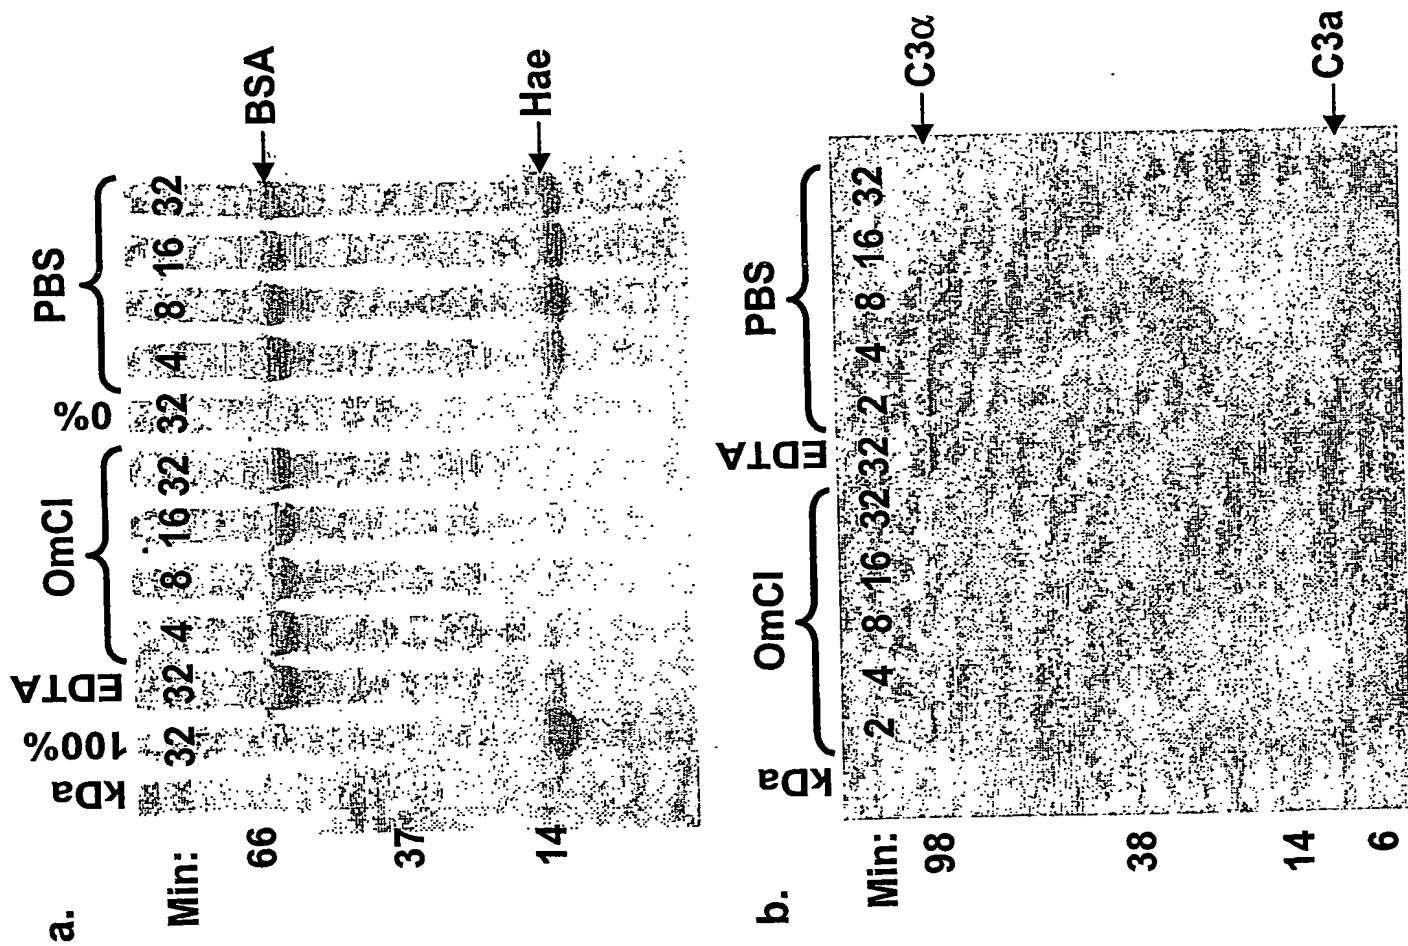 a.
OmCI
PBS
kDa 100% EDTA 0%
Min: 32 32 4 8 16 32 32 4 8 16 32
66
BSA
37
14
Hae
b.
OmCI
PBS
kDa EDTA
Min: 2 4 8 16 32 32 2 4 8 16 32
98
C3α
38
14
C3a
6